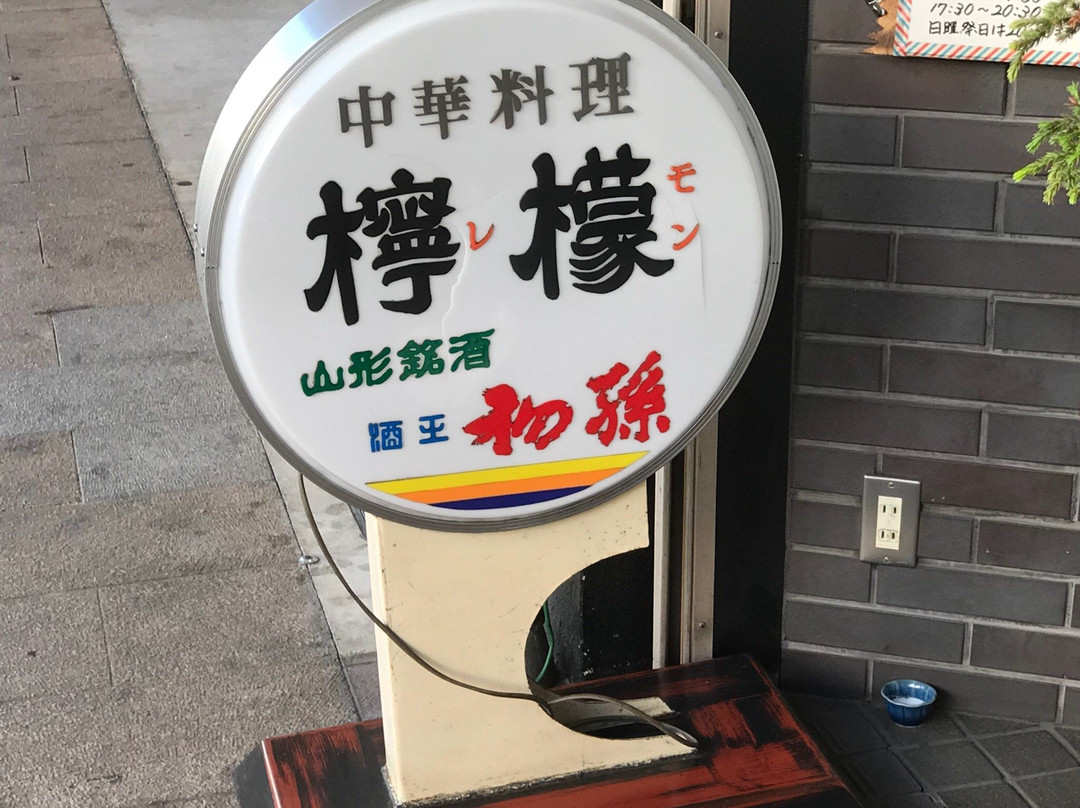 中華料理
檸レ檬モン
山形銘酒
酒王 初孫
17:30～20:30
日曜祭日は